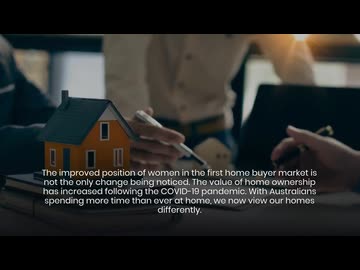 The improved position of women in the first home buyer market is
not the only change being noticed. The value of home ownership
has increased following the COVID-19 pandemic. With Australians
spending more time than ever at home, we now view our homes
differently.